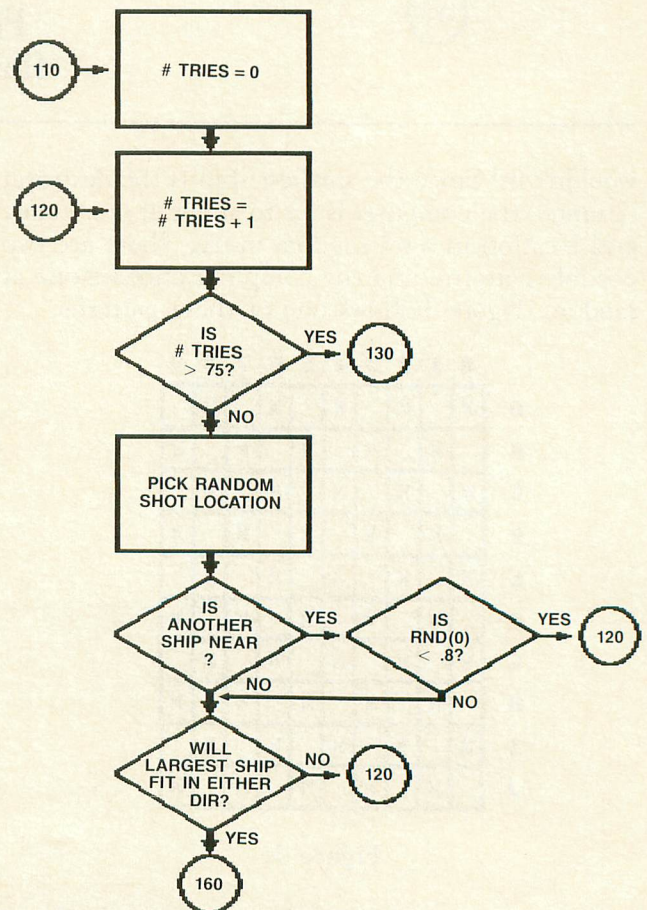 110
# TRIES = 0
120
# TRIES =
# TRIES + 1
IS
# TRIES
> 75?
YES
130
NO
PICK RANDOM
SHOT LOCATION
IS
ANOTHER
SHIP NEAR
?
YES
IS
RND(0)
< .8?
YES
120
NO
NO
WILL
LARGEST SHIP
FIT IN EITHER
DIR?
NO
120
YES
160